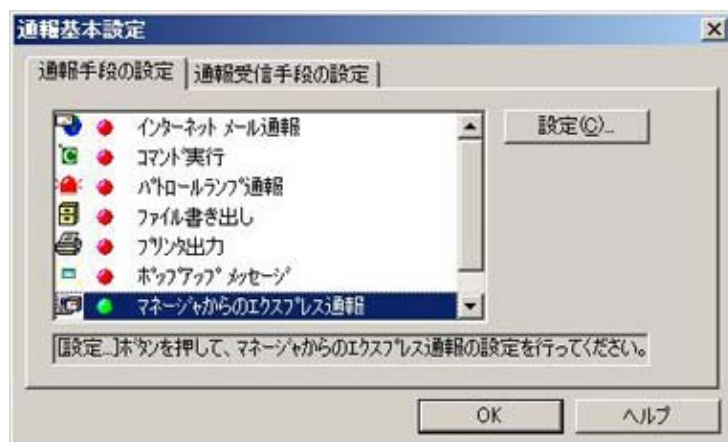 通報基本設定
通報手段の設定
通報受信手段の設定
インターネット メール通報
コマンド実行
パトロールランプ通報
ファイル書き出し
プリンタ出力
ポップアップ メッセージ
マネージャからのエクスプレス通報
設定(C)...
[設定...]ボタンを押して、マネージャからのエクスプレス通報の設定を行ってください。
OK
ヘルプ